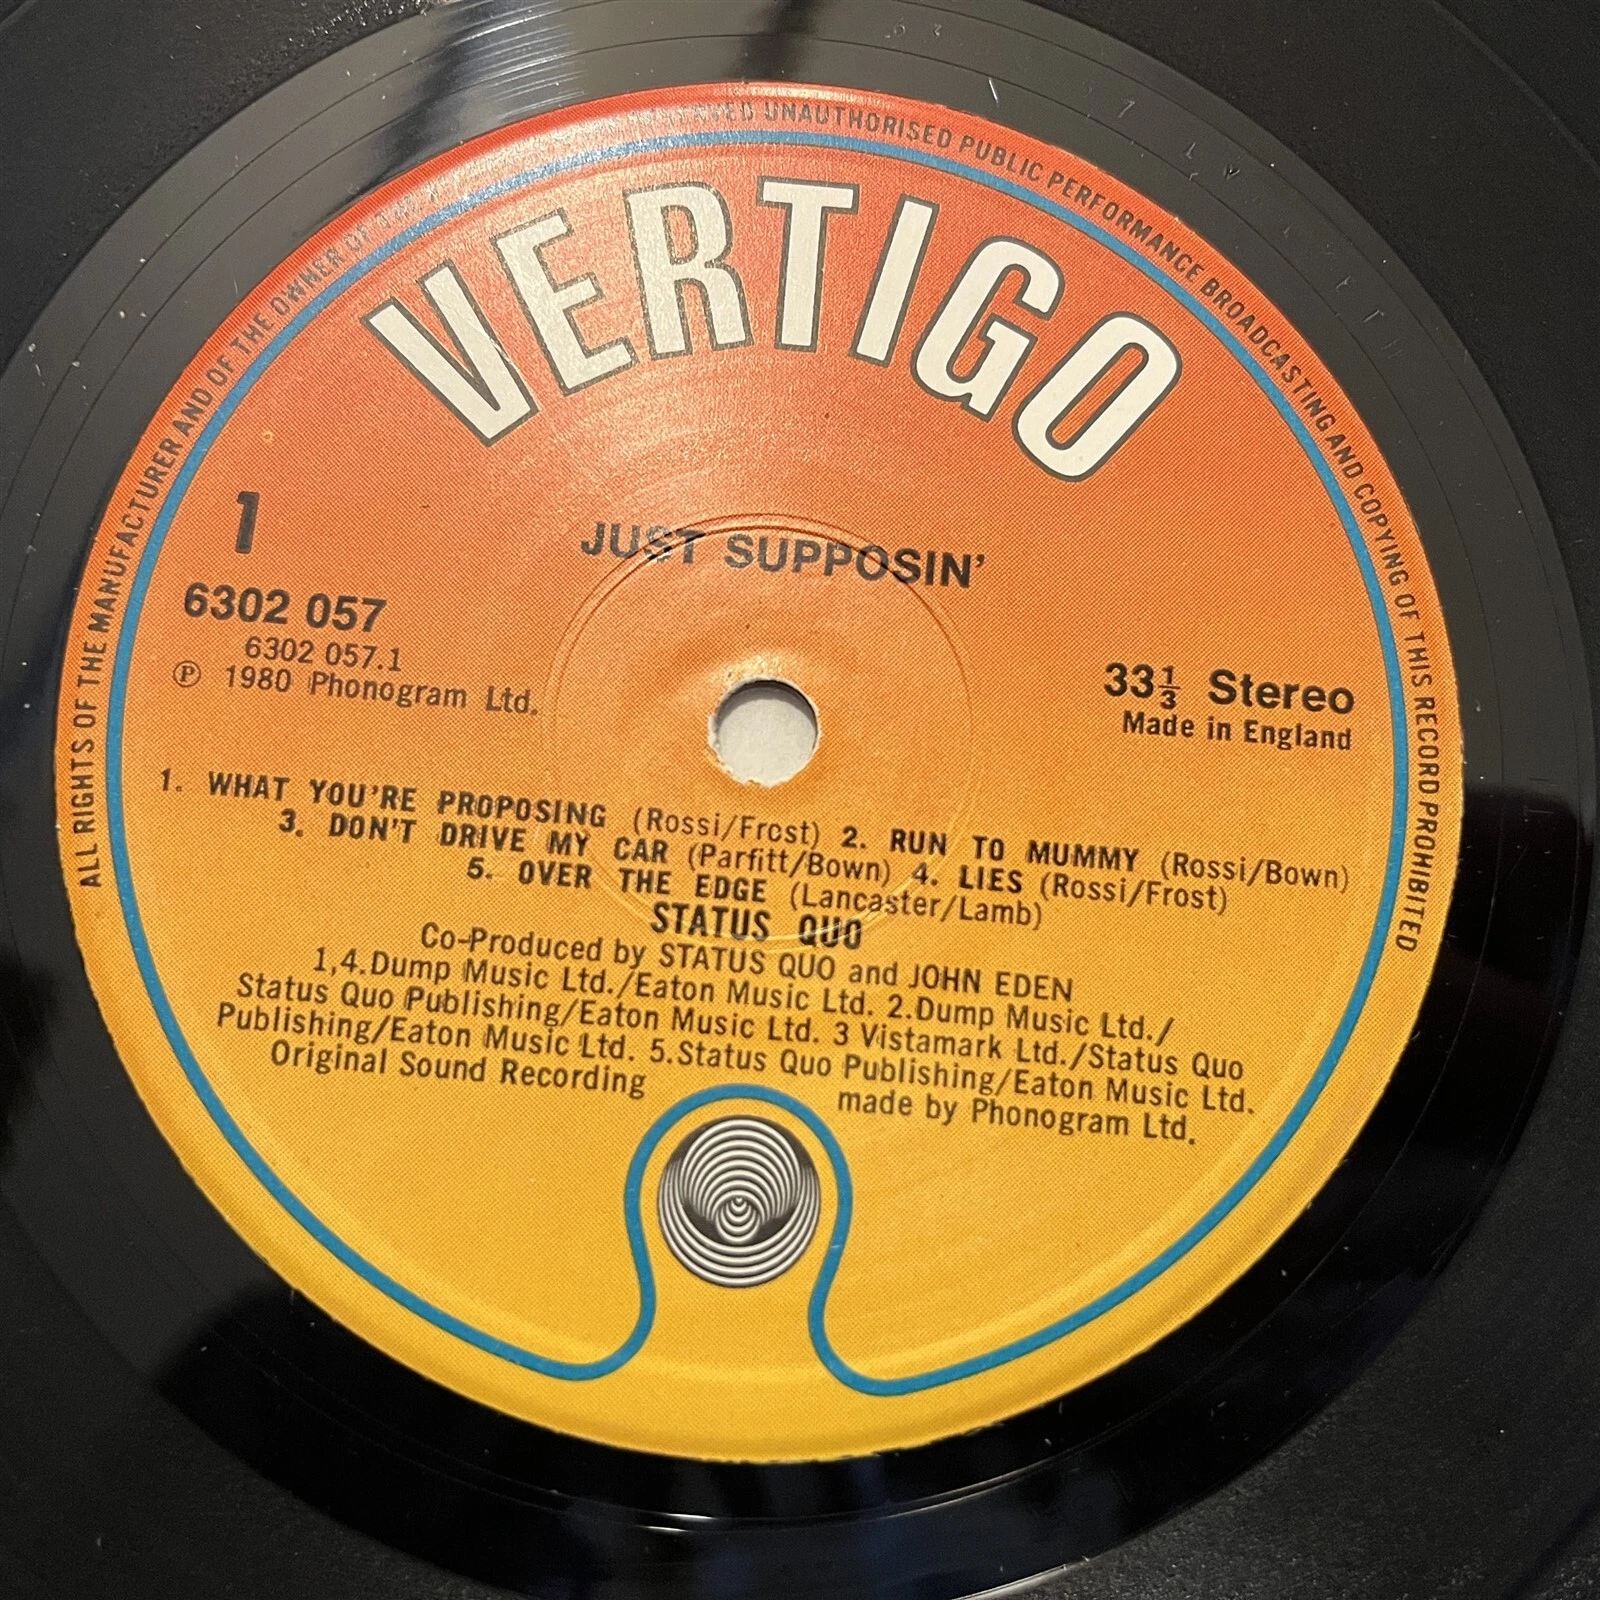 ALL RIGHTS OF THE MANUFACTURER AND OF THE OWNER OF THE UNAUTHORISED PUBLIC PERFORMANCE BROADCASTING AND COPYING OF THIS RECORD PROHIBITED
VERTIGO
1
JUST SUPPOSIN'
6302 057
6302 057.1
℗ 1980 Phonogram Ltd.
33⅓ Stereo
Made in England
1. WHAT YOU'RE PROPOSING (Rossi/Frost) 2. RUN TO MUMMY (Rossi/Bown)
3. DON'T DRIVE MY CAR (Parfitt/Bown) 4. LIES (Rossi/Frost)
5. OVER THE EDGE (Lancaster/Lamb)
STATUS QUO
Co-Produced by STATUS QUO and JOHN EDEN
1,4.Dump Music Ltd./Eaton Music Ltd. 2.Dump Music Ltd./
Status Quo Publishing/Eaton Music Ltd. 3 Vistamark Ltd./Status Quo
Publishing/Eaton Music Ltd. 5.Status Quo Publishing/Eaton Music Ltd.
Original Sound Recording made by Phonogram Ltd.